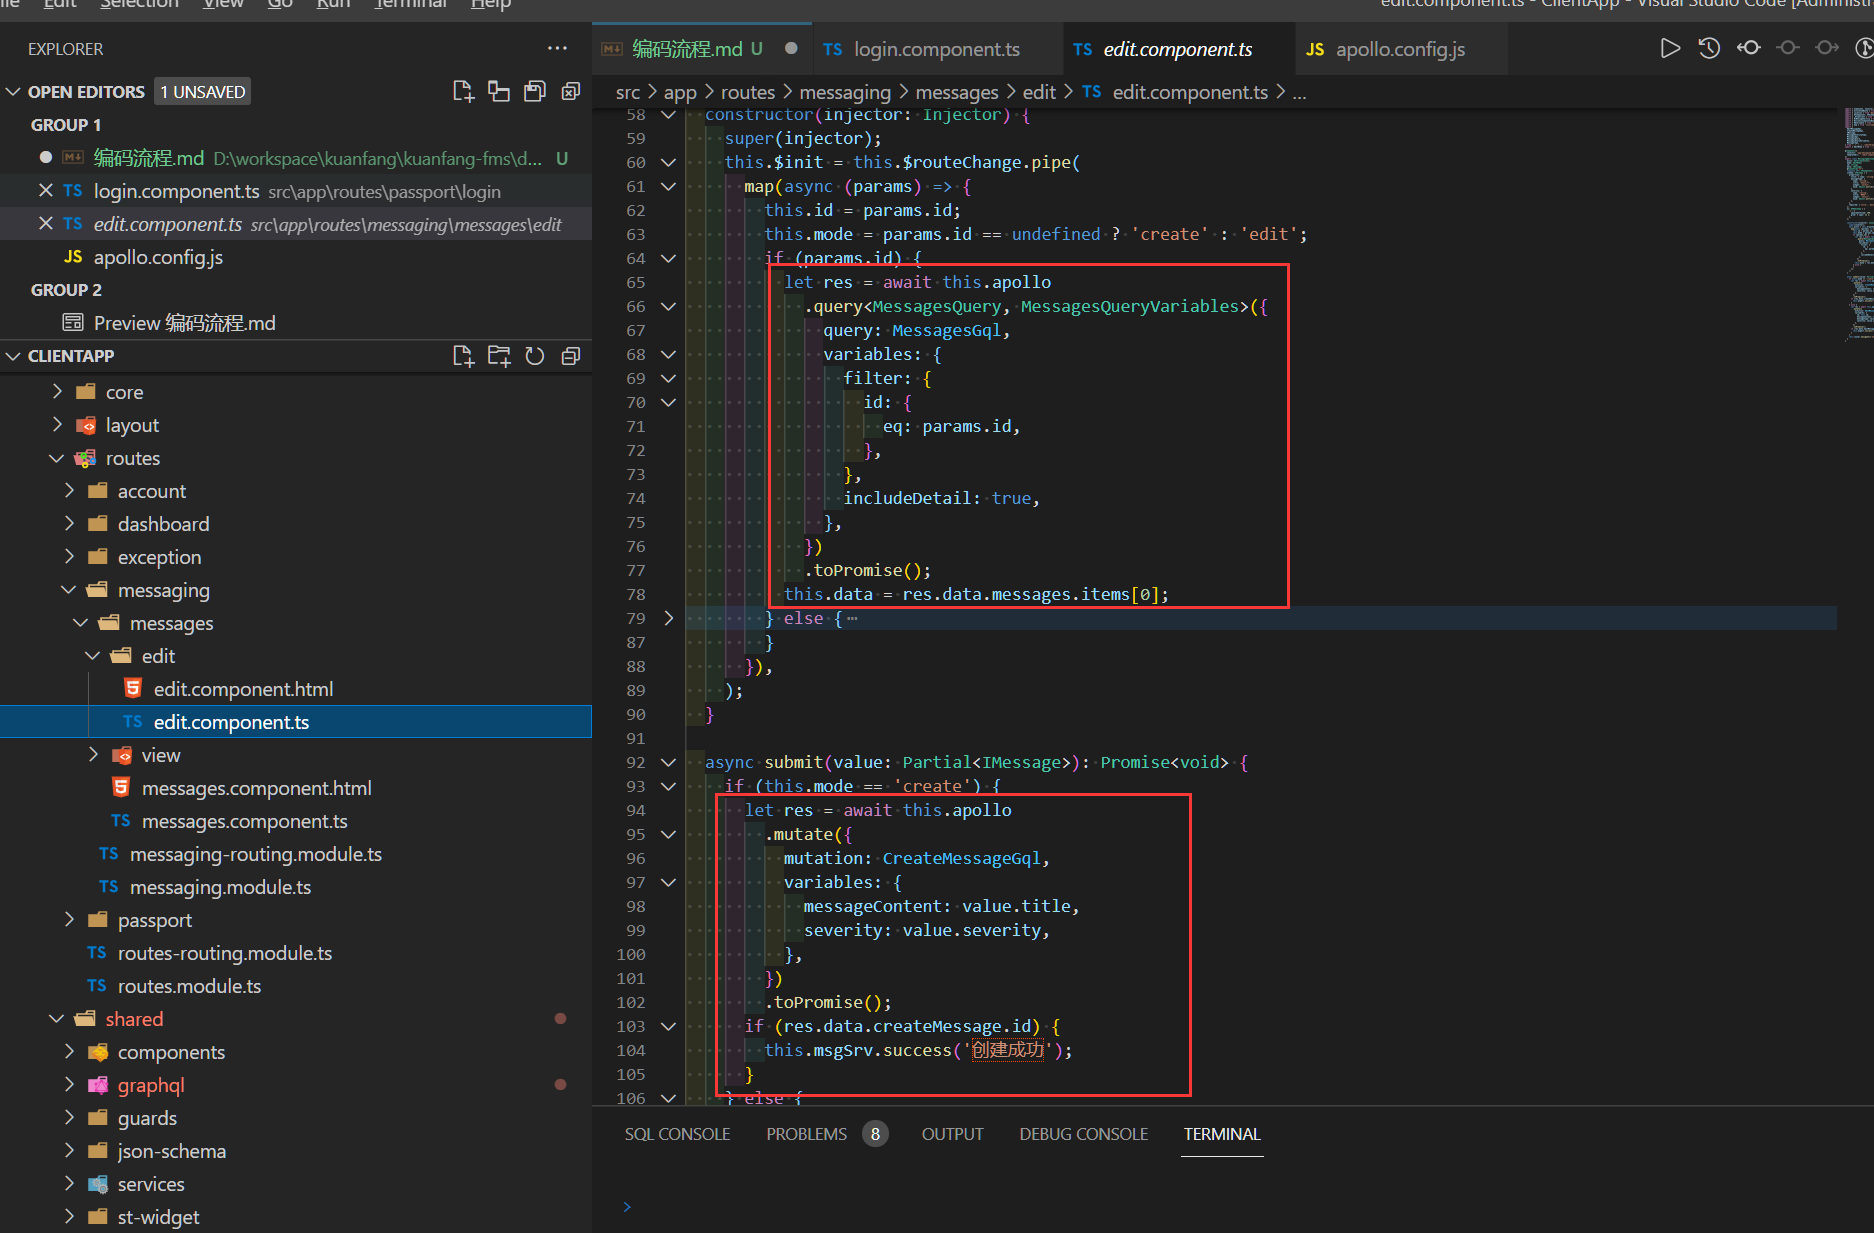 File Edit Selection View Go Run Terminal Help
edit.component.ts - ClientApp - Visual Studio Code [Administra
EXPLORER
OPEN EDITORS 1 UNSAVED
GROUP 1
编码流程.md D:\workspace\kuanfang\kuanfang-fms\d... U
TS login.component.ts src\app\routes\passport\login
TS edit.component.ts src\app\routes\messaging\messages\edit
JS apollo.config.js
GROUP 2
Preview 编码流程.md
CLIENTAPP
core
layout
routes
account
dashboard
exception
messaging
messages
edit
edit.component.html
TS edit.component.ts
view
messages.component.html
TS messages.component.ts
TS messaging-routing.module.ts
TS messaging.module.ts
passport
TS routes-routing.module.ts
TS routes.module.ts
shared
components
graphql
guards
json-schema
services
st-widget
编码流程.md U
TS login.component.ts
TS edit.component.ts
JS apollo.config.js
src > app > routes > messaging > messages > edit > TS edit.component.ts > ...
58 constructor(injector: Injector) {
59 super(injector);
60 this.$init = this.$routeChange.pipe(
61 map(async (params) => {
62 this.id = params.id;
63 this.mode = params.id == undefined ? 'create' : 'edit';
64 if (params.id) {
65 let res = await this.apollo
66 .query<MessagesQuery, MessagesQueryVariables>({
67 query: MessagesGql,
68 variables: {
69 filter: {
70 id: {
71 eq: params.id,
72 },
73 },
74 includeDetail: true,
75 },
76 })
77 .toPromise();
78 this.data = res.data.messages.items[0];
79 } else { ⋯
87 }
88 }),
89 );
90 }
91
92 async submit(value: Partial<IMessage>): Promise<void> {
93 if (this.mode == 'create') {
94 let res = await this.apollo
95 .mutate({
96 mutation: CreateMessageGql,
97 variables: {
98 messageContent: value.title,
99 severity: value.severity,
100 },
101 })
102 .toPromise();
103 if (res.data.createMessage.id) {
104 this.msgSrv.success('创建成功');
105 }
106 } else {
SQL CONSOLE PROBLEMS 8 OUTPUT DEBUG CONSOLE TERMINAL
>